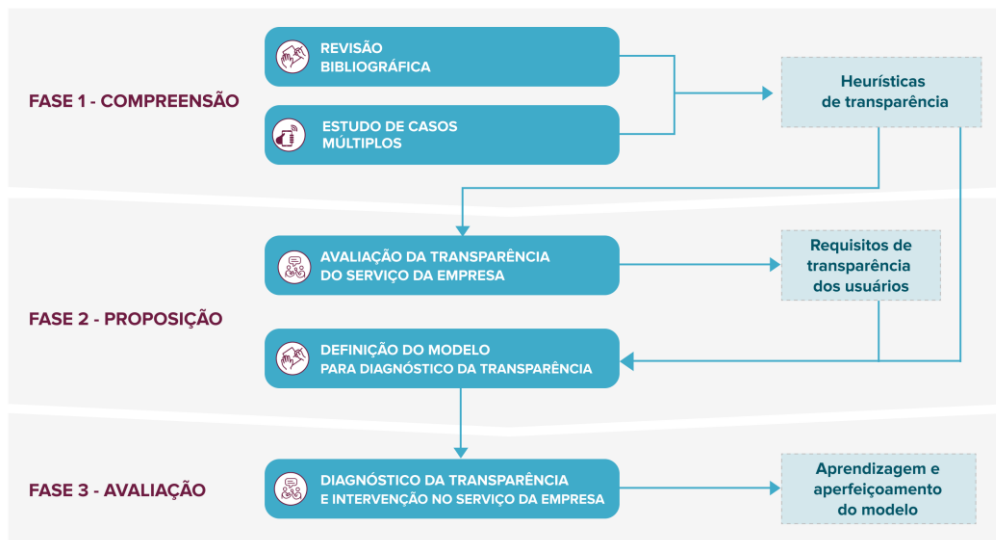 FASE 1 - COMPREENSÃO
REVISÃO
BIBLIOGRÁFICA
ESTUDO DE CASOS
MÚLTIPLOS
Heurísticas
de transparência
FASE 2 - PROPOSIÇÃO
AVALIAÇÃO DA TRANSPARÊNCIA
DO SERVIÇO DA EMPRESA
Requisitos de
transparência
dos usuários
DEFINIÇÃO DO MODELO
PARA DIAGNÓSTICO DA TRANSPARÊNCIA
FASE 3 - AVALIAÇÃO
DIAGNÓSTICO DA TRANSPARÊNCIA
E INTERVENÇÃO NO SERVIÇO DA EMPRESA
Aprendizagem e
aperfeiçoamento
do modelo